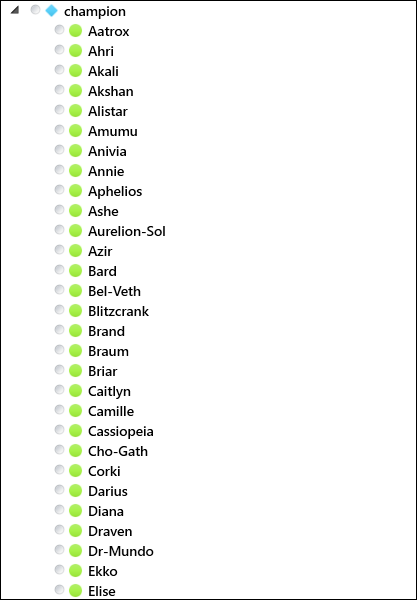 champion
Aatrox
Ahri
Akali
Akshan
Alistar
Amumu
Anivia
Annie
Aphelios
Ashe
Aurelion-Sol
Azir
Bard
Bel-Veth
Blitzcrank
Brand
Braum
Briar
Caitlyn
Camille
Cassiopeia
Cho-Gath
Corki
Darius
Diana
Draven
Dr-Mundo
Ekko
Elise